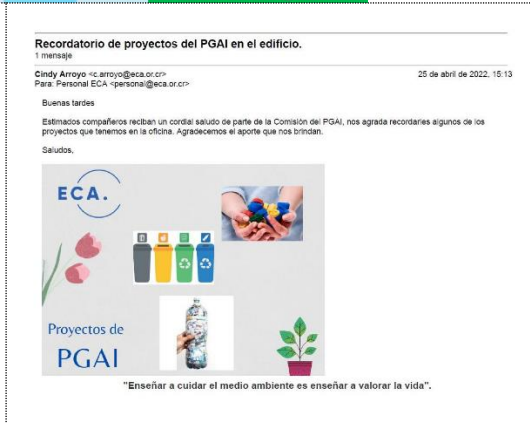 Recordatorio de proyectos del PGAI en el edificio.
1 mensaje
Cindy Arroyo <c.arroyo@eca.or.cr>
25 de abril de 2022, 15:13
Para: Personal ECA <personal@eca.or.cr>
Buenas tardes
Estimados compañeros reciban un cordial saludo de parte de la Comisión del PGAI, nos agrada recordarles algunos de los
proyectos que tenemos en la oficina. Agradecemos el aporte que nos brindan.
Saludos,
ECA.
Proyectos de
PGAI
"Enseñar a cuidar el medio ambiente es enseñar a valorar la vida".